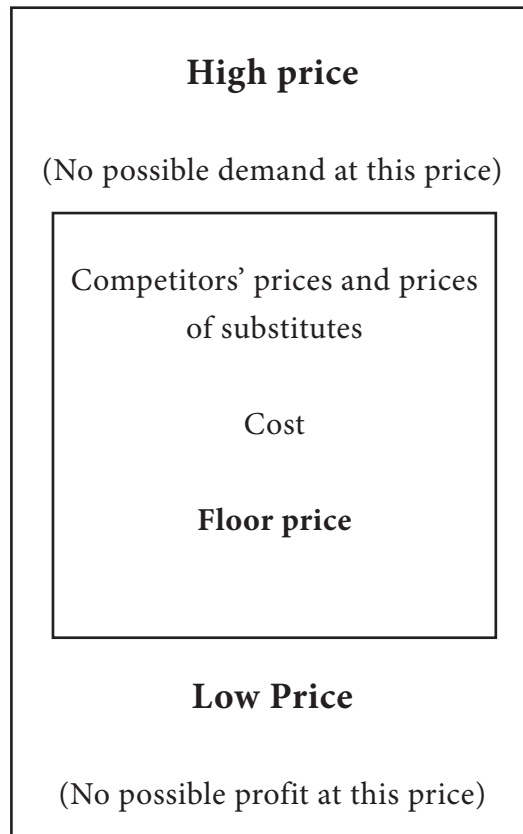 High price
(No possible demand at this price)
Competitors’ prices and prices
of substitutes
Cost
Floor price
Low Price
(No possible profit at this price)